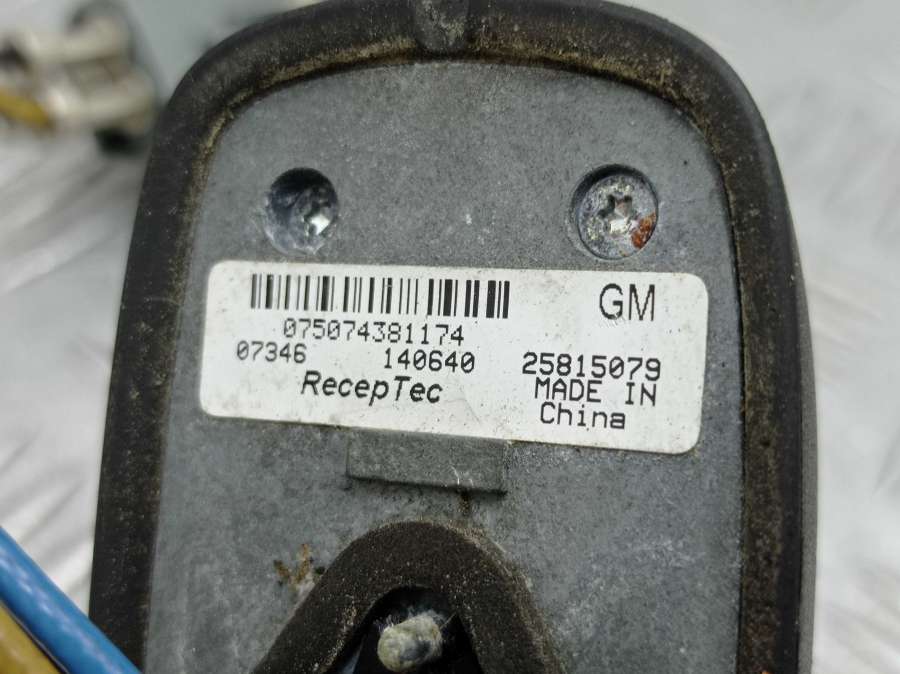 GM
075074381174
07346 140640 25815079
RecepTec MADE IN
China